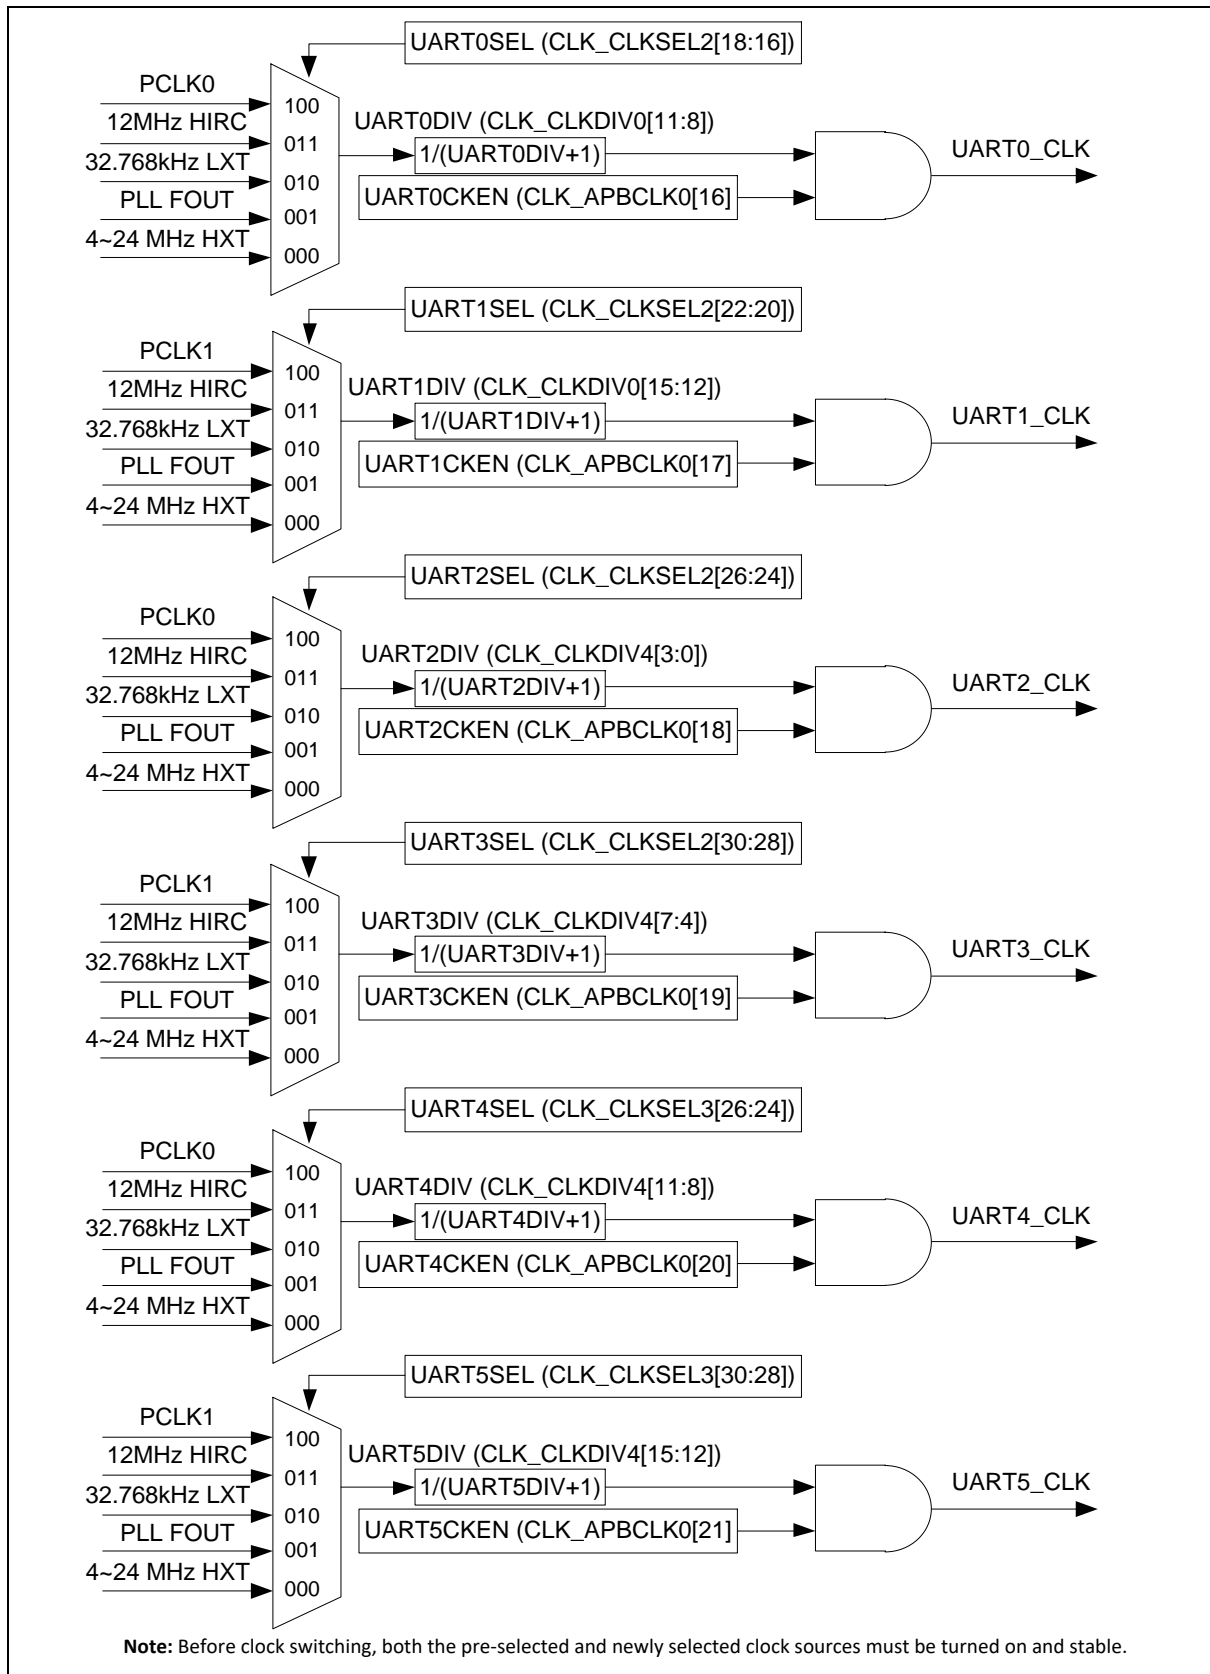 UART0SEL (CLK_CLKSEL2[18:16])
PCLK0
100
12MHz HIRC
011
UART0DIV (CLK_CLKDIV0[11:8])
32.768kHz LXT
010
1/(UART0DIV+1)
UART0_CLK
PLL FOUT
001
UART0CKEN (CLK_APBCLK0[16]
4~24 MHz HXT
000
UART1SEL (CLK_CLKSEL2[22:20])
PCLK1
100
12MHz HIRC
011
UART1DIV (CLK_CLKDIV0[15:12])
32.768kHz LXT
010
1/(UART1DIV+1)
UART1_CLK
PLL FOUT
001
UART1CKEN (CLK_APBCLK0[17]
4~24 MHz HXT
000
UART2SEL (CLK_CLKSEL2[26:24])
PCLK0
100
12MHz HIRC
011
UART2DIV (CLK_CLKDIV4[3:0])
32.768kHz LXT
010
1/(UART2DIV+1)
UART2_CLK
PLL FOUT
001
UART2CKEN (CLK_APBCLK0[18]
4~24 MHz HXT
000
UART3SEL (CLK_CLKSEL2[30:28])
PCLK1
100
12MHz HIRC
011
UART3DIV (CLK_CLKDIV4[7:4])
32.768kHz LXT
010
1/(UART3DIV+1)
UART3_CLK
PLL FOUT
001
UART3CKEN (CLK_APBCLK0[19]
4~24 MHz HXT
000
UART4SEL (CLK_CLKSEL3[26:24])
PCLK0
100
12MHz HIRC
011
UART4DIV (CLK_CLKDIV4[11:8])
32.768kHz LXT
010
1/(UART4DIV+1)
UART4_CLK
PLL FOUT
001
UART4CKEN (CLK_APBCLK0[20]
4~24 MHz HXT
000
UART5SEL (CLK_CLKSEL3[30:28])
PCLK1
100
12MHz HIRC
011
UART5DIV (CLK_CLKDIV4[15:12])
32.768kHz LXT
010
1/(UART5DIV+1)
UART5_CLK
PLL FOUT
001
UART5CKEN (CLK_APBCLK0[21]
4~24 MHz HXT
000
Note: Before clock switching, both the pre-selected and newly selected clock sources must be turned on and stable.